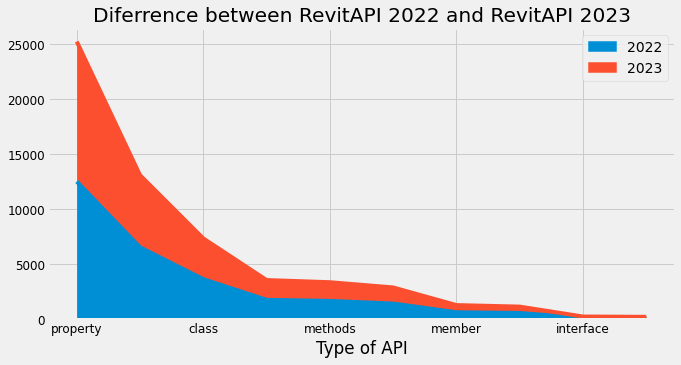 Diferrence between RevitAPI 2022 and RevitAPI 2023
2022
2023
25000
20000
15000
10000
5000
0
property class methods member interface
Type of API